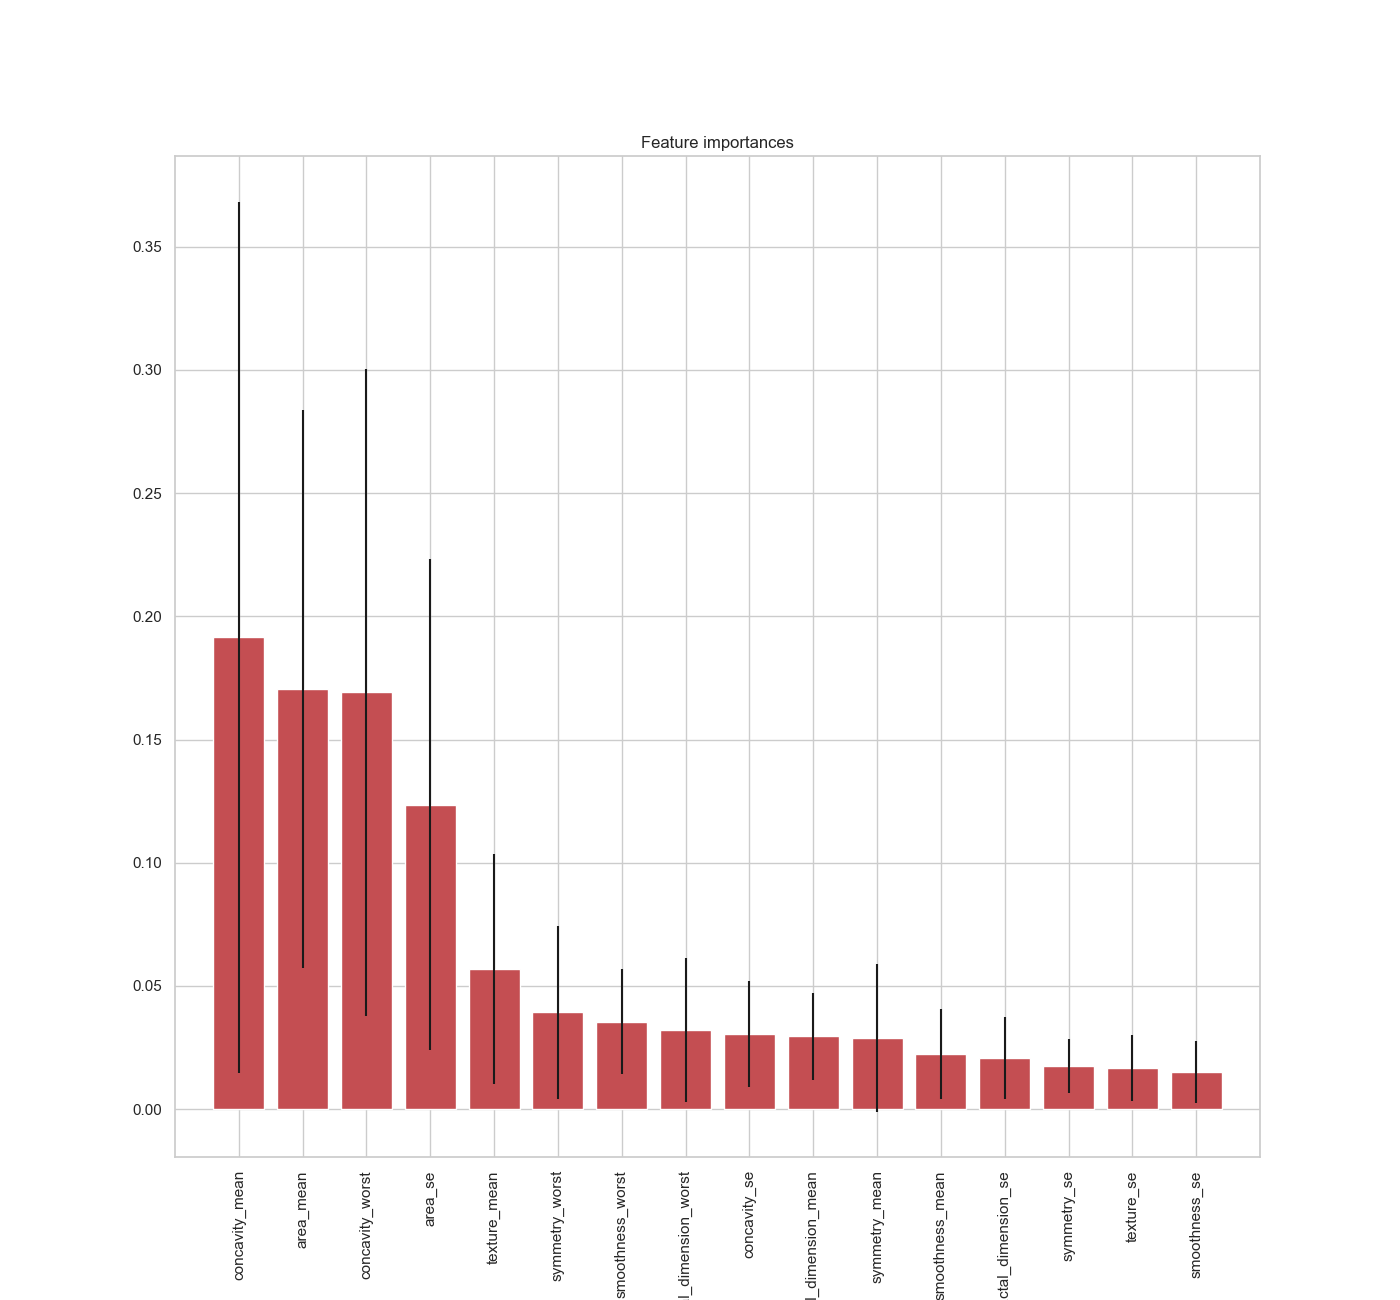 Feature importances
0.35
0.30
0.25
0.20
0.15
0.10
0.05
0.00
concavity_mean
area_mean
concavity_worst
area_se
texture_mean
symmetry_worst
smoothness_worst
l_dimension_worst
concavity_se
l_dimension_mean
symmetry_mean
smoothness_mean
ctal_dimension_se
symmetry_se
texture_se
smoothness_se